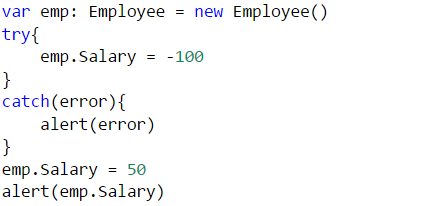 var emp: Employee = new Employee()
try{
    emp.Salary = -100
}
catch(error){
    alert(error)
}
emp.Salary = 50
alert(emp.Salary)